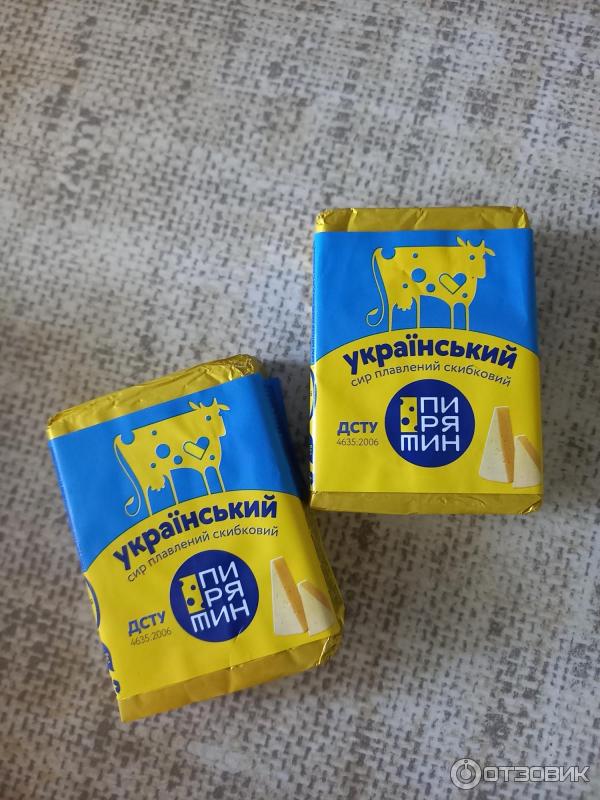 український
сир плавлений скибковий
ДСТУ
4635:2006
ПИ
РЯ
ТИН
український
сир плавлений скибковий
ДСТУ
4635:2006
ПИ
РЯ
ТИН
ОТЗОВИК